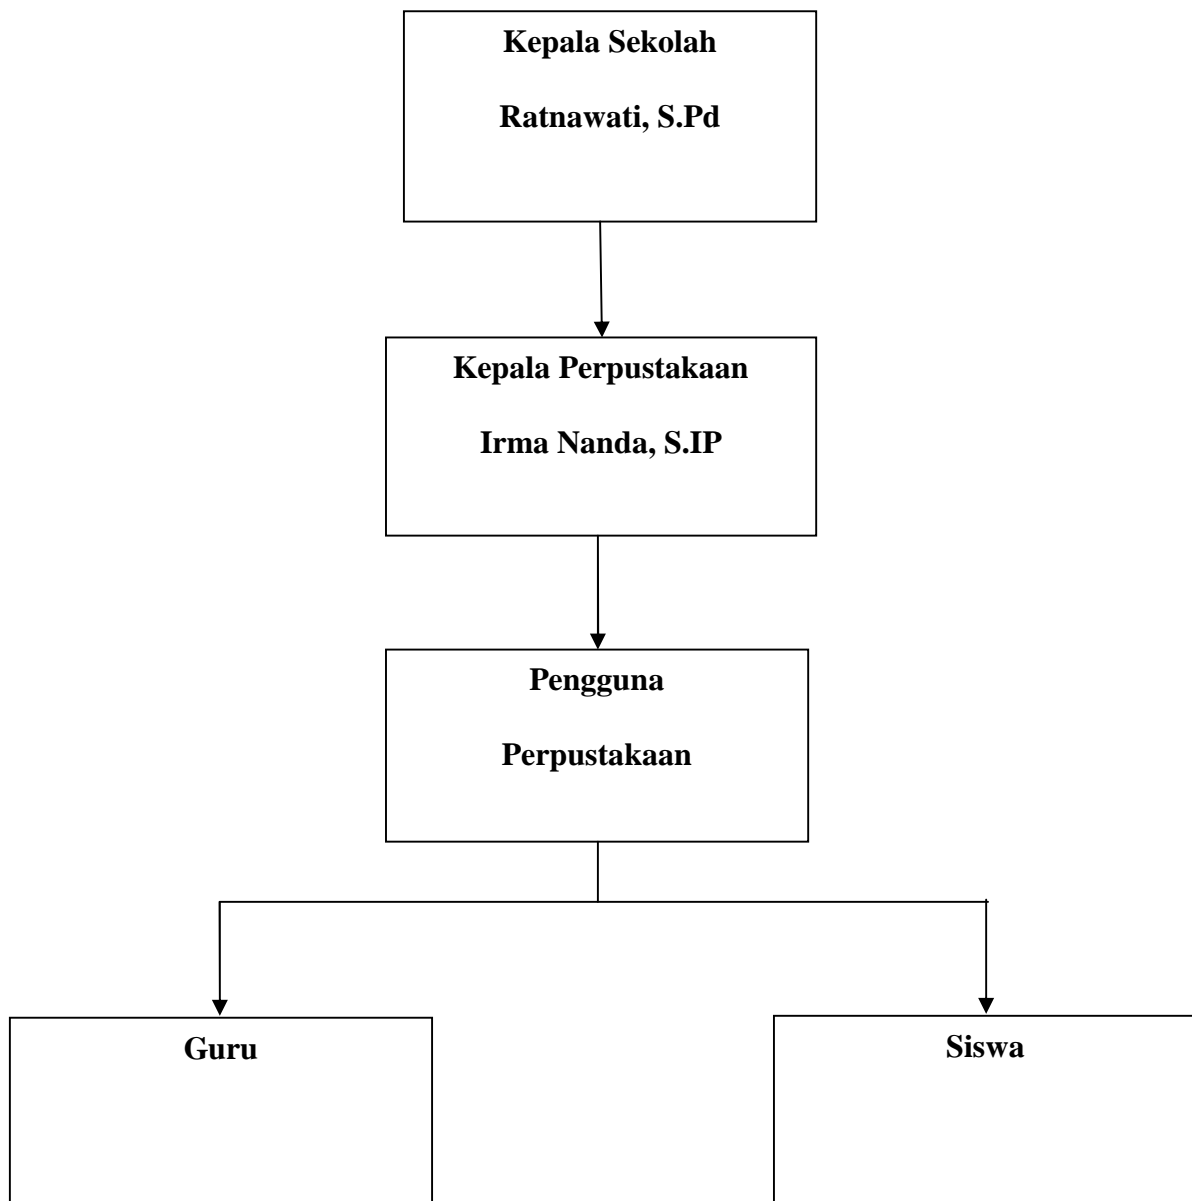 Kepala Sekolah
Ratnawati, S.Pd
Kepala Perpustakaan
Irma Nanda, S.IP
Pengguna
Perpustakaan
Guru
Siswa